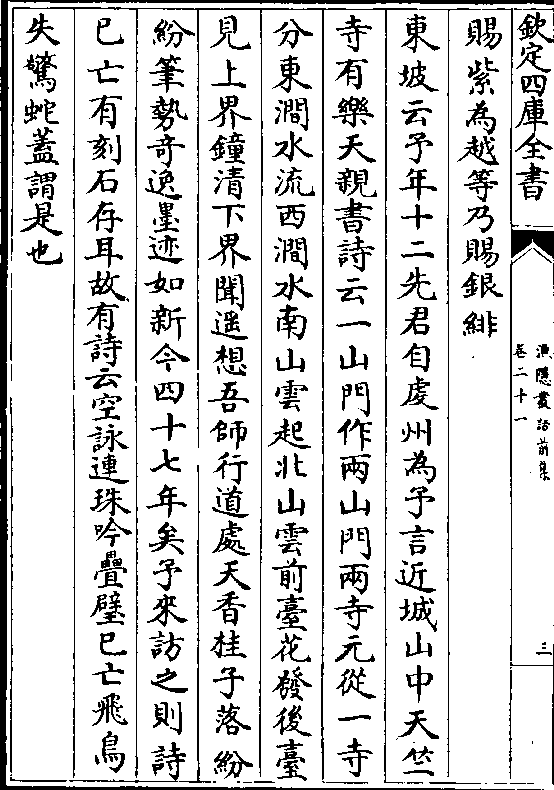 欽定四庫全書
漁隱叢話前集
卷二十一
三
賜紫為越等乃賜銀緋
東坡云予年十二先君自虔州為予言近城山中天竺
寺有樂天親書詩云一山門作兩山門兩寺元從一寺
分東澗水流西澗水南山雲起北山雲前臺花發後臺
見上界鐘清下界聞遥想吾師行道處天香桂子落紛
紛筆勢奇逸墨迹如新今四十七年矣予來訪之則詩
已亡有刻石存耳故有詩云空詠連珠吟疊璧已亡飛鳥
失驚蛇蓋謂是也